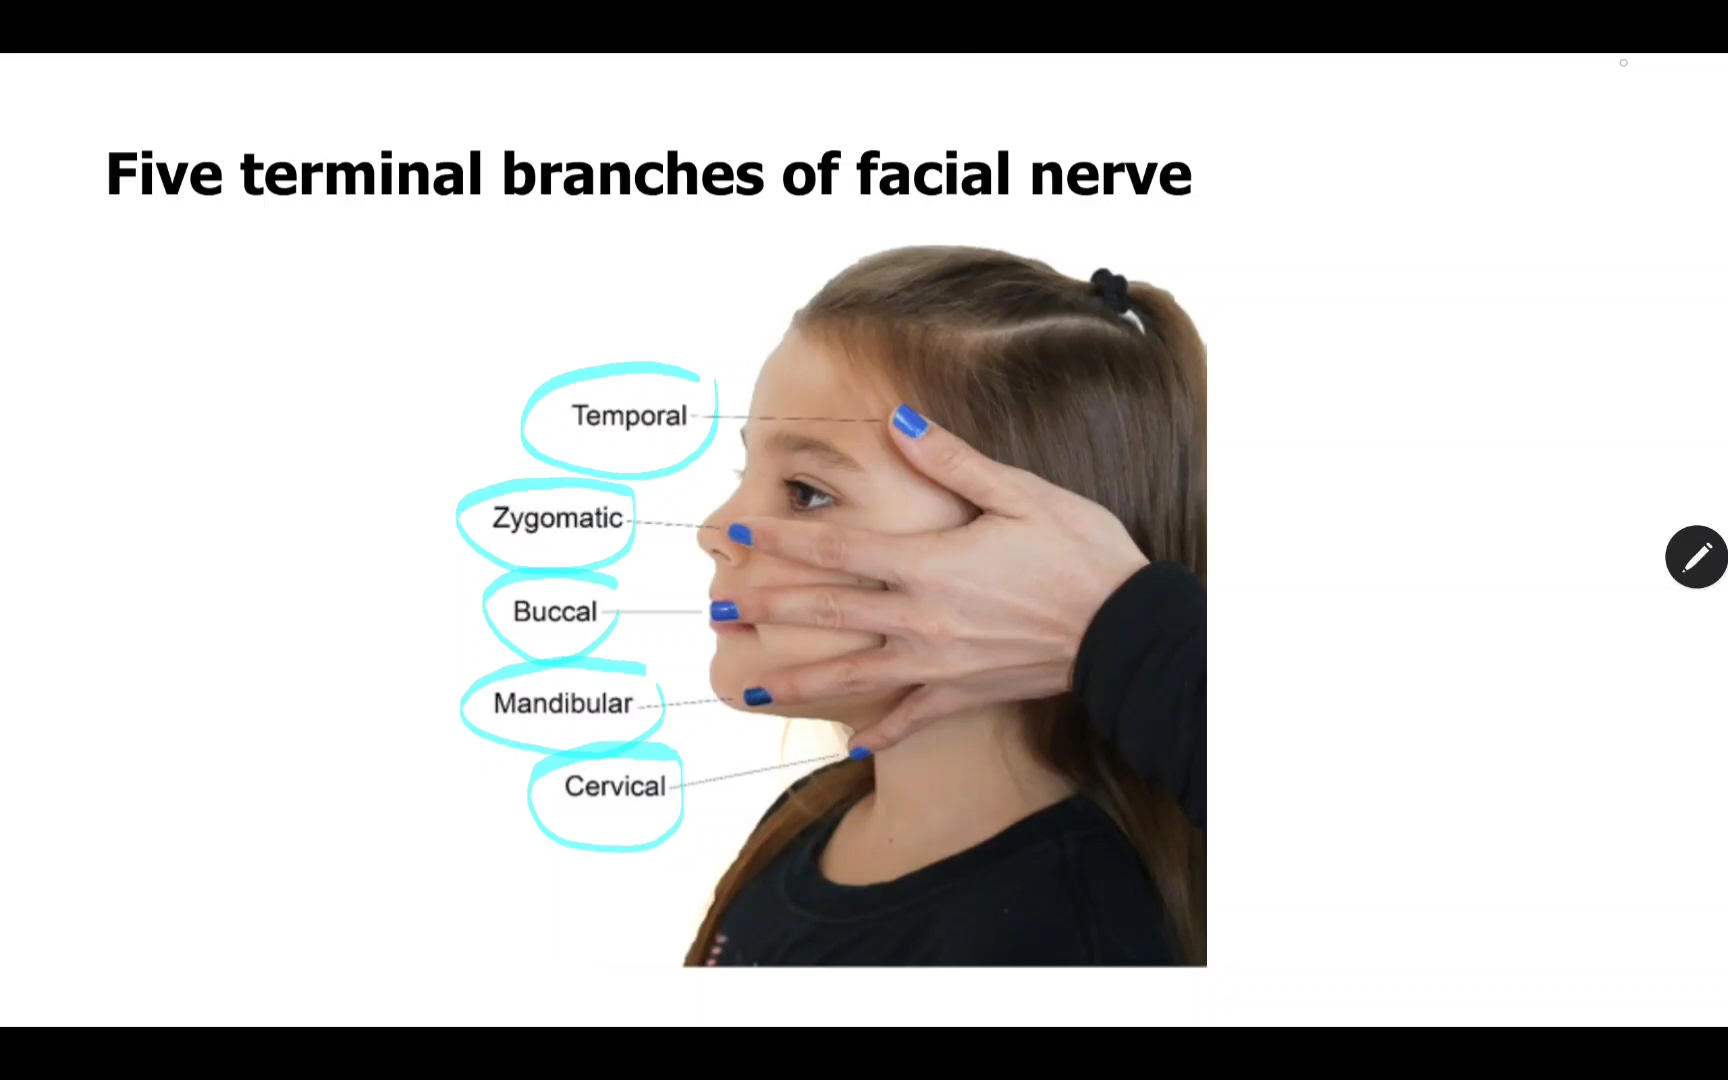 Five terminal branches of facial nerve
Temporal
Zygomatic
Buccal
Mandibular
Cervical